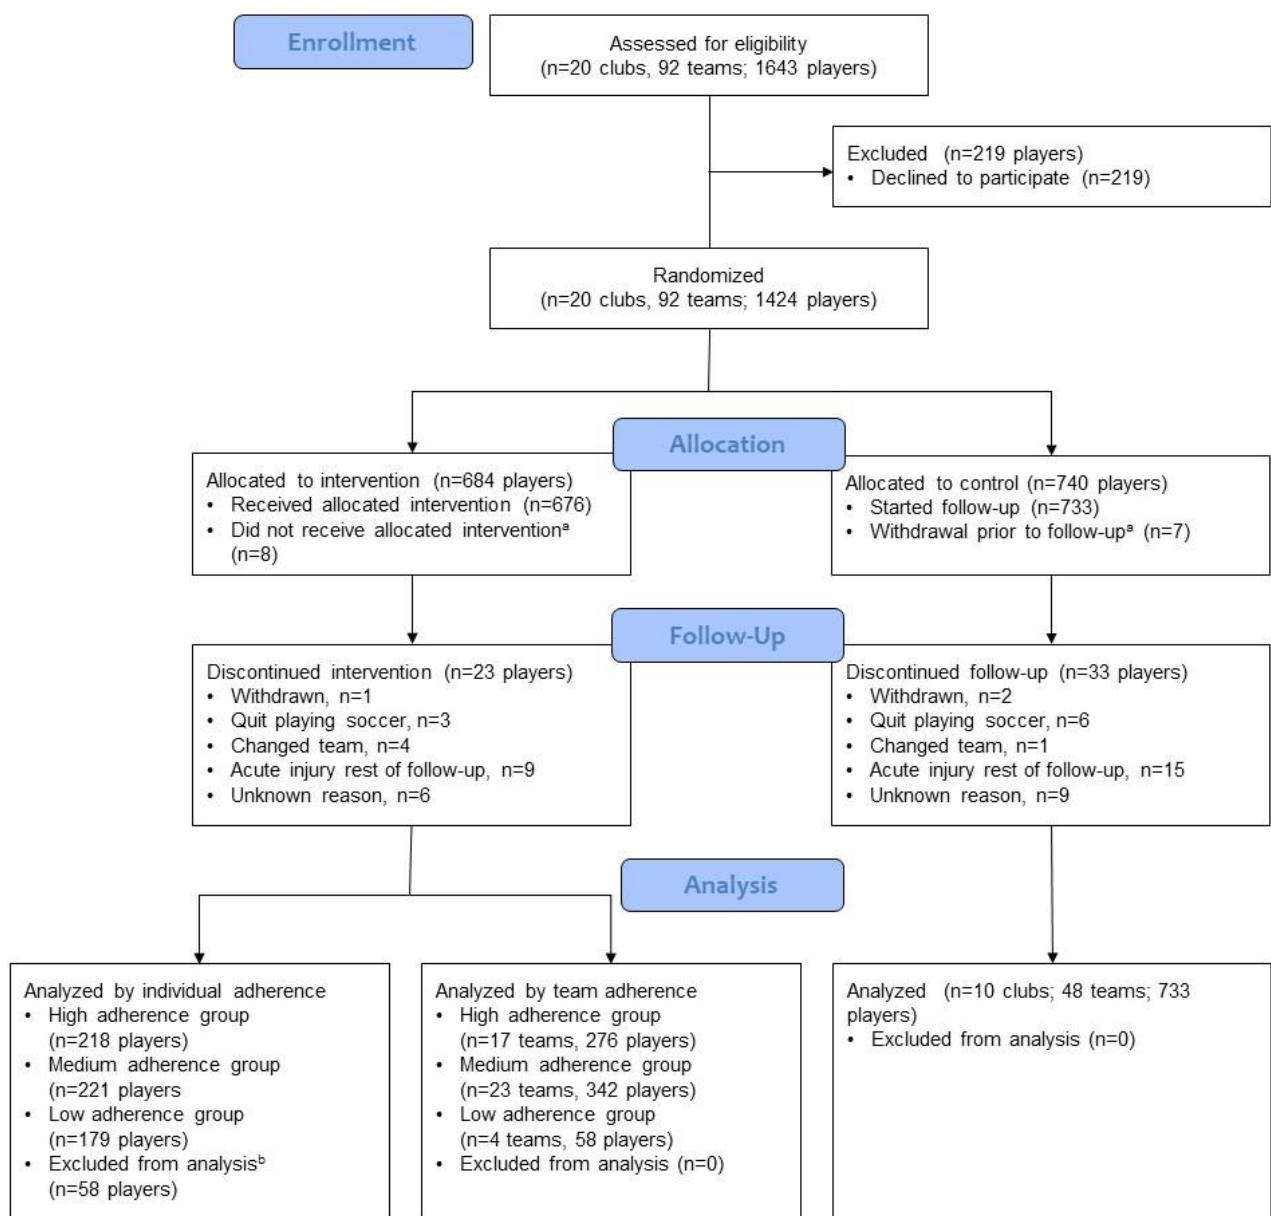 Enrollment
Assessed for eligibility
(n=20 clubs, 92 teams; 1643 players)
Excluded (n=219 players)
• Declined to participate (n=219)
Randomized
(n=20 clubs, 92 teams; 1424 players)
Allocation
Allocated to intervention (n=684 players)
• Received allocated intervention (n=676)
• Did not receive allocated interventionᵃ
(n=8)
Allocated to control (n=740 players)
• Started follow-up (n=733)
• Withdrawal prior to follow-upᵃ (n=7)
Follow-Up
Discontinued intervention (n=23 players)
• Withdrawn, n=1
• Quit playing soccer, n=3
• Changed team, n=4
• Acute injury rest of follow-up, n=9
• Unknown reason, n=6
Discontinued follow-up (n=33 players)
• Withdrawn, n=2
• Quit playing soccer, n=6
• Changed team, n=1
• Acute injury rest of follow-up, n=15
• Unknown reason, n=9
Analysis
Analyzed by individual adherence
• High adherence group
(n=218 players)
• Medium adherence group
(n=221 players
• Low adherence group
(n=179 players)
• Excluded from analysisᵇ
(n=58 players)
Analyzed by team adherence
• High adherence group
(n=17 teams, 276 players)
• Medium adherence group
(n=23 teams, 342 players)
• Low adherence group
(n=4 teams, 58 players)
• Excluded from analysis (n=0)
Analyzed (n=10 clubs; 48 teams; 733
players)
• Excluded from analysis (n=0)